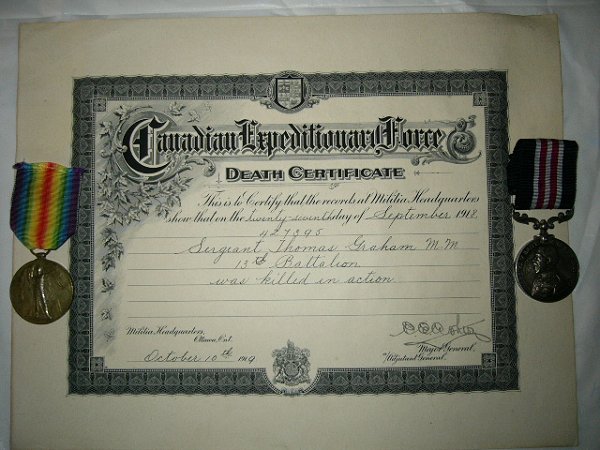 Canadian Expeditionary Force
DEATH CERTIFICATE
This is to Certify that the records at Militia Headquarters
show that on the twenty-seventh day of September 1918
427395
Sergeant Thomas Graham M.M.
13th Battalion
was killed in action
Militia Headquarters,
Ottawa, Ont.
October 10th 1919
Major General,
Adjutant General.